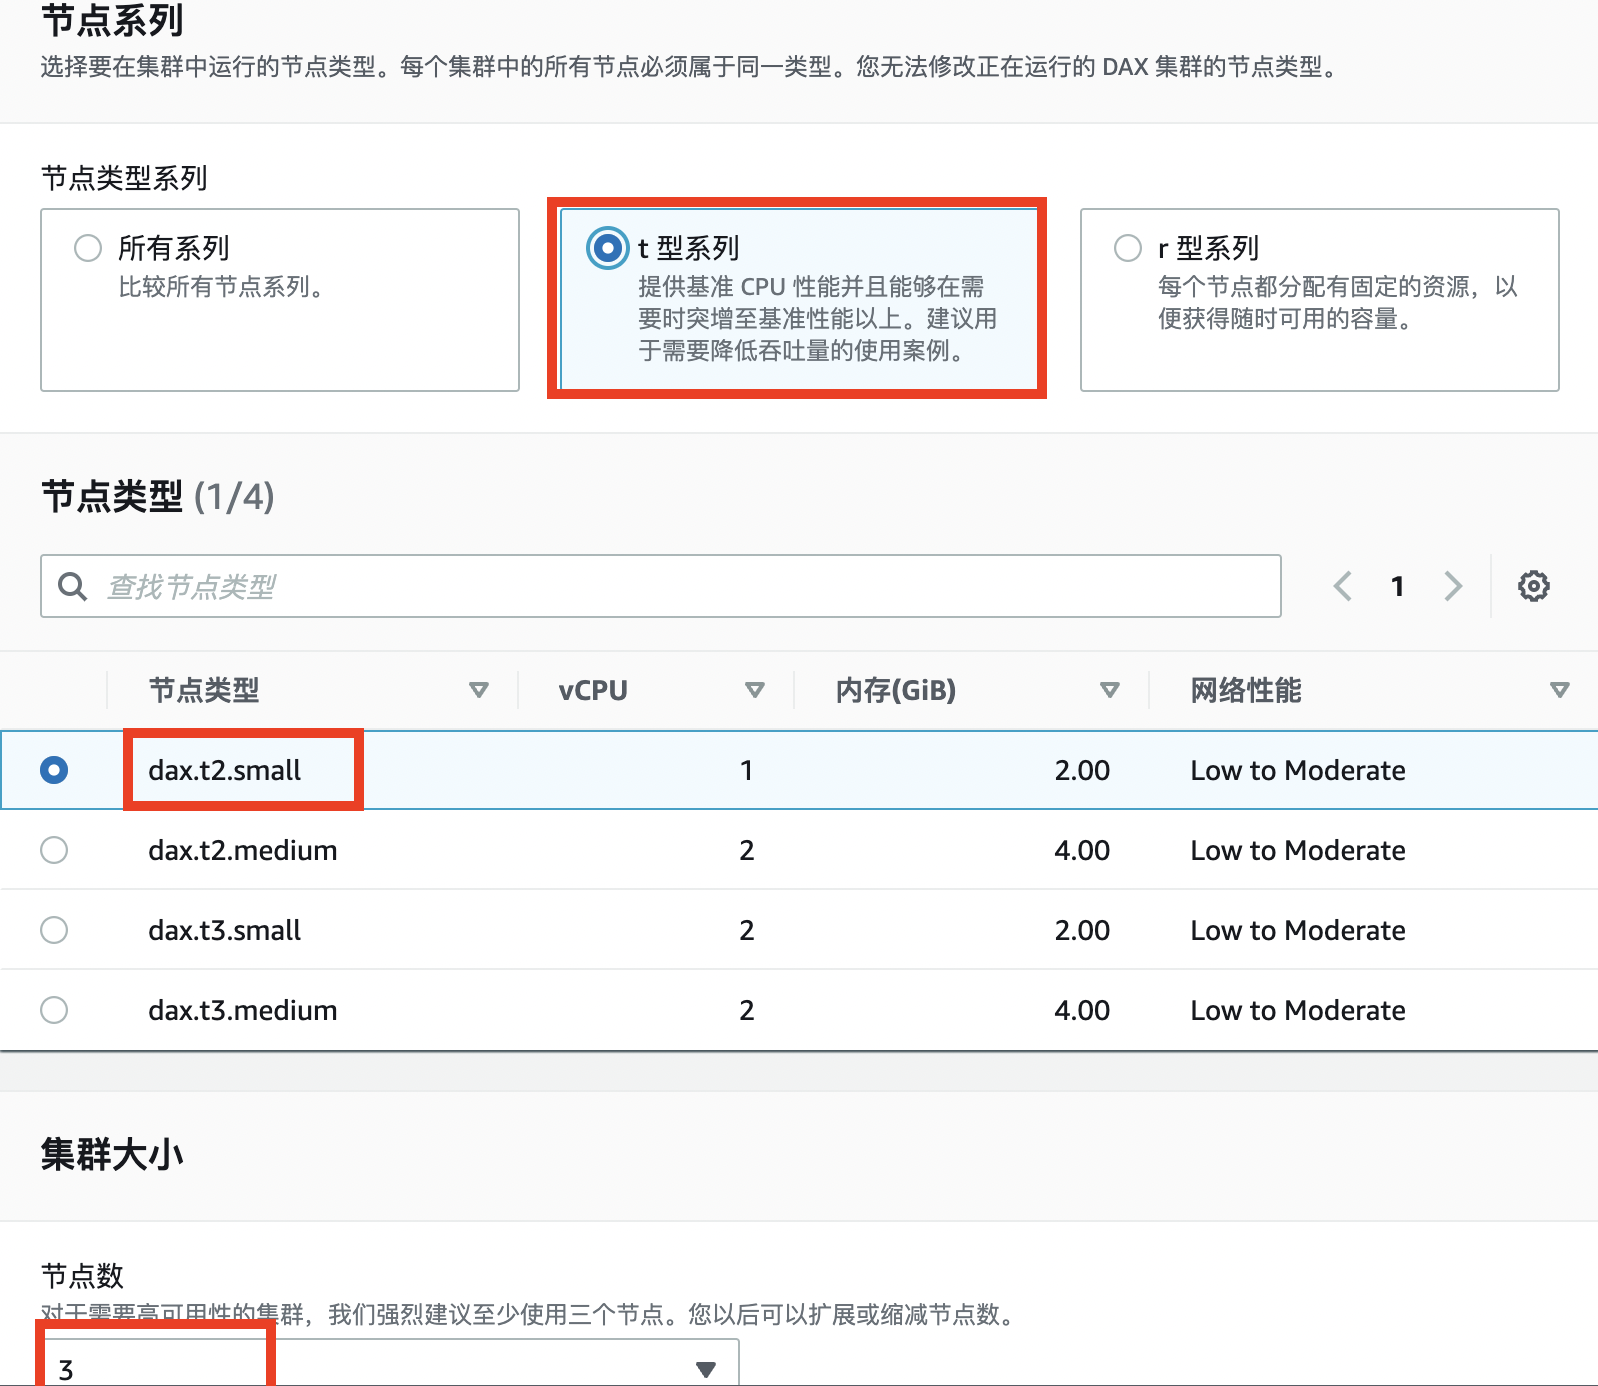 节点系列
选择要在集群中运行的节点类型。每个集群中的所有节点必须属于同一类型。您无法修改正在运行的 DAX 集群的节点类型。
节点类型系列
所有系列
比较所有节点系列。
t 型系列
提供基准 CPU 性能并且能够在需
要时突增至基准性能以上。建议用
于需要降低吞吐量的使用案例。
r 型系列
每个节点都分配有固定的资源，以
便获得随时可用的容量。
节点类型 (1/4)
查找节点类型
1
节点类型 vCPU 内存(GiB) 网络性能
dax.t2.small 1 2.00 Low to Moderate
dax.t2.medium 2 4.00 Low to Moderate
dax.t3.small 2 2.00 Low to Moderate
dax.t3.medium 2 4.00 Low to Moderate
集群大小
节点数
对于需要高可用性的集群，我们强烈建议至少使用三个节点。您以后可以扩展或缩减节点数。
3